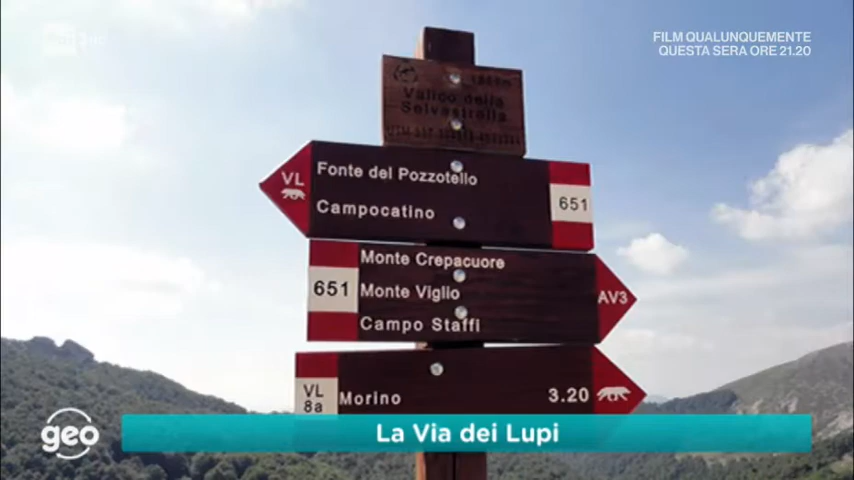 FILM QUALUNQUEMENTE
QUESTA SERA ORE 21.20
Valico della
Selvastrella
VL
Fonte del Pozzotello
Campocatino
651
651
Monte Crepacuore
Monte Viglio
Campo Staffi
AV3
VL
8a
Morino
3.20
geo
La Via dei Lupi